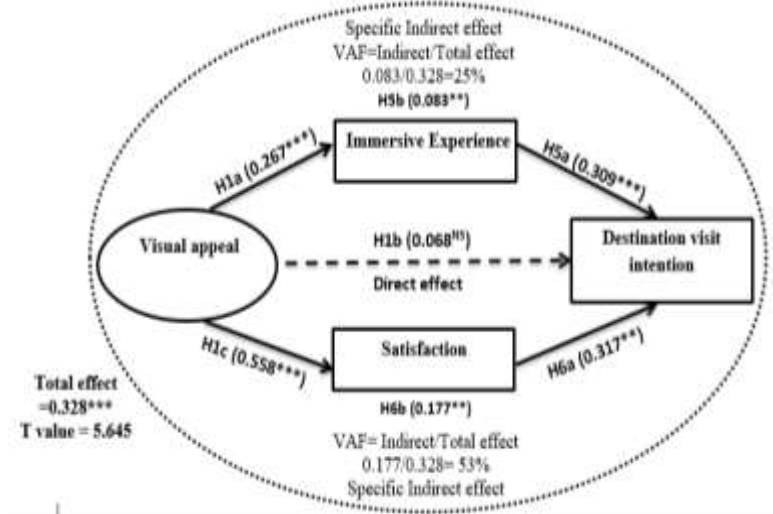 Specific Indirect effect
VAF=Indirect/Total effect
0.083/0.328=25%
H5b (0.083**)
Immersive Experience
H1a (0.267***)
H5a (0.309***)
Visual appeal
H1b (0.068NS)
Direct effect
Destination visit
intention
H1c (0.558***)
Satisfaction
H6a (0.317**)
H6b (0.177**)
Total effect
=0.328***
T value = 5.645
VAF= Indirect/Total effect
0.177/0.328= 53%
Specific Indirect effect